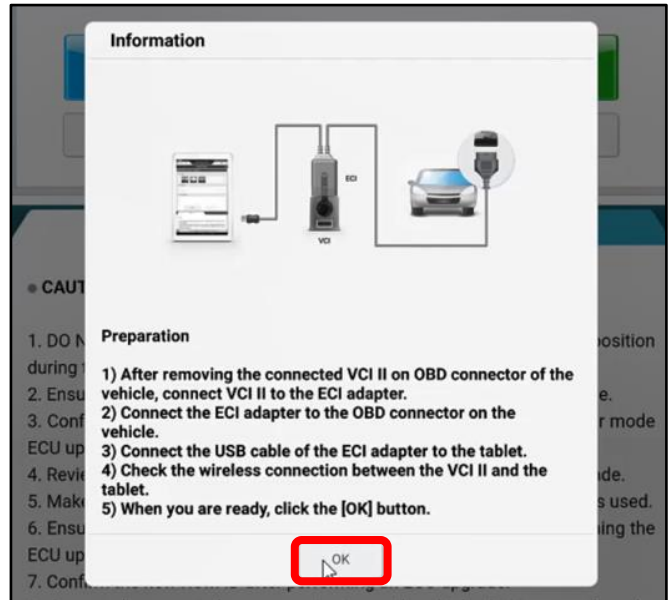 Information
ECI
VCI
● CAUT
Preparation
1. DO N
osition
during
1) After removing the connected VCI II on OBD connector of the
vehicle, connect VCI II to the ECI adapter.
2. Ensu
e.
2) Connect the ECI adapter to the OBD connector on the
3. Conf
r mode
vehicle.
ECU up
3) Connect the USB cable of the ECI adapter to the tablet.
4. Revie
de.
4) Check the wireless connection between the VCI II and the
tablet.
5. Make
s used.
5) When you are ready, click the [OK] button.
6. Ensu
ing the
ECU up
OK
7. Conf